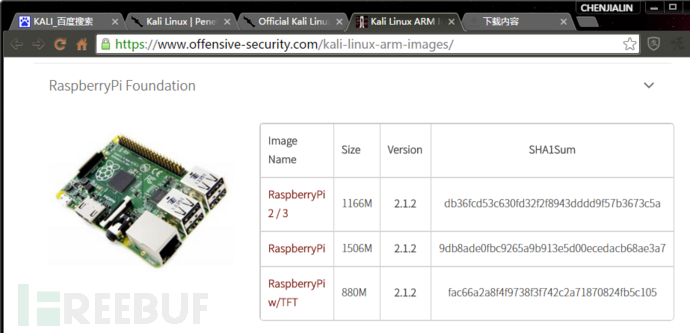 CHENJIALIN
KALI_百度搜索
Kali Linux | Penet
Official Kali Linux
Kali Linux ARM I
下载内容
https://www.offensive-security.com/kali-linux-arm-images/
RaspberryPi Foundation
Image
Name
Size
Version
SHA1Sum
RaspberryPi
2 / 3
1166M
2.1.2
db36fcd53c630fd32f2f8943dddd9f57b3673c5a
RaspberryPi
1506M
2.1.2
9db8ade0fbc9265a9b913e5d00ecedacb68ae3a7
RaspberryPi
w/TFT
880M
2.1.2
fac66a2a8f4f9738f3f742c2a71870824fb5c105
FREEBUF